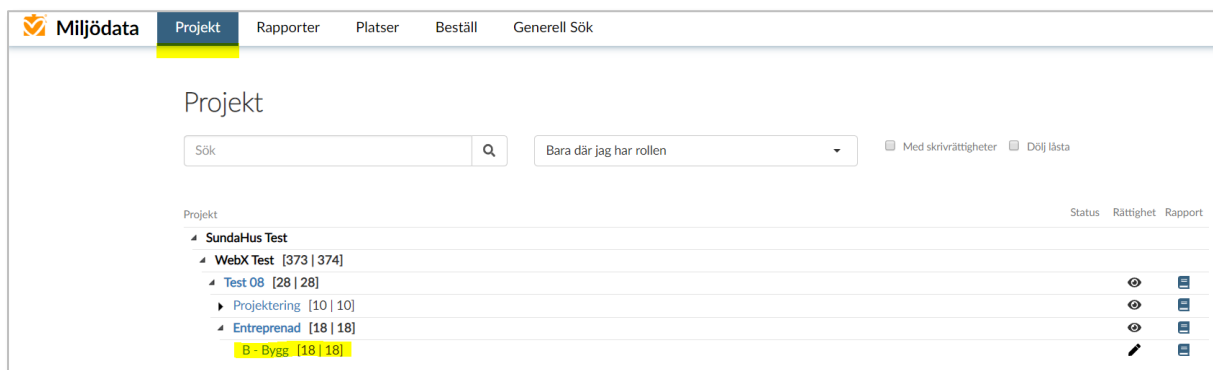 Miljödata Projekt Rapporter Platser Beställ Generell Sök
Projekt
Sök Bara där jag har rollen Med skrivrättigheter Dölj låsta
Projekt Status Rättighet Rapport
SundaHus Test
WebX Test [373 | 374]
Test 08 [28 | 28]
Projektering [10 | 10]
Entreprenad [18 | 18]
B - Bygg [18 | 18]